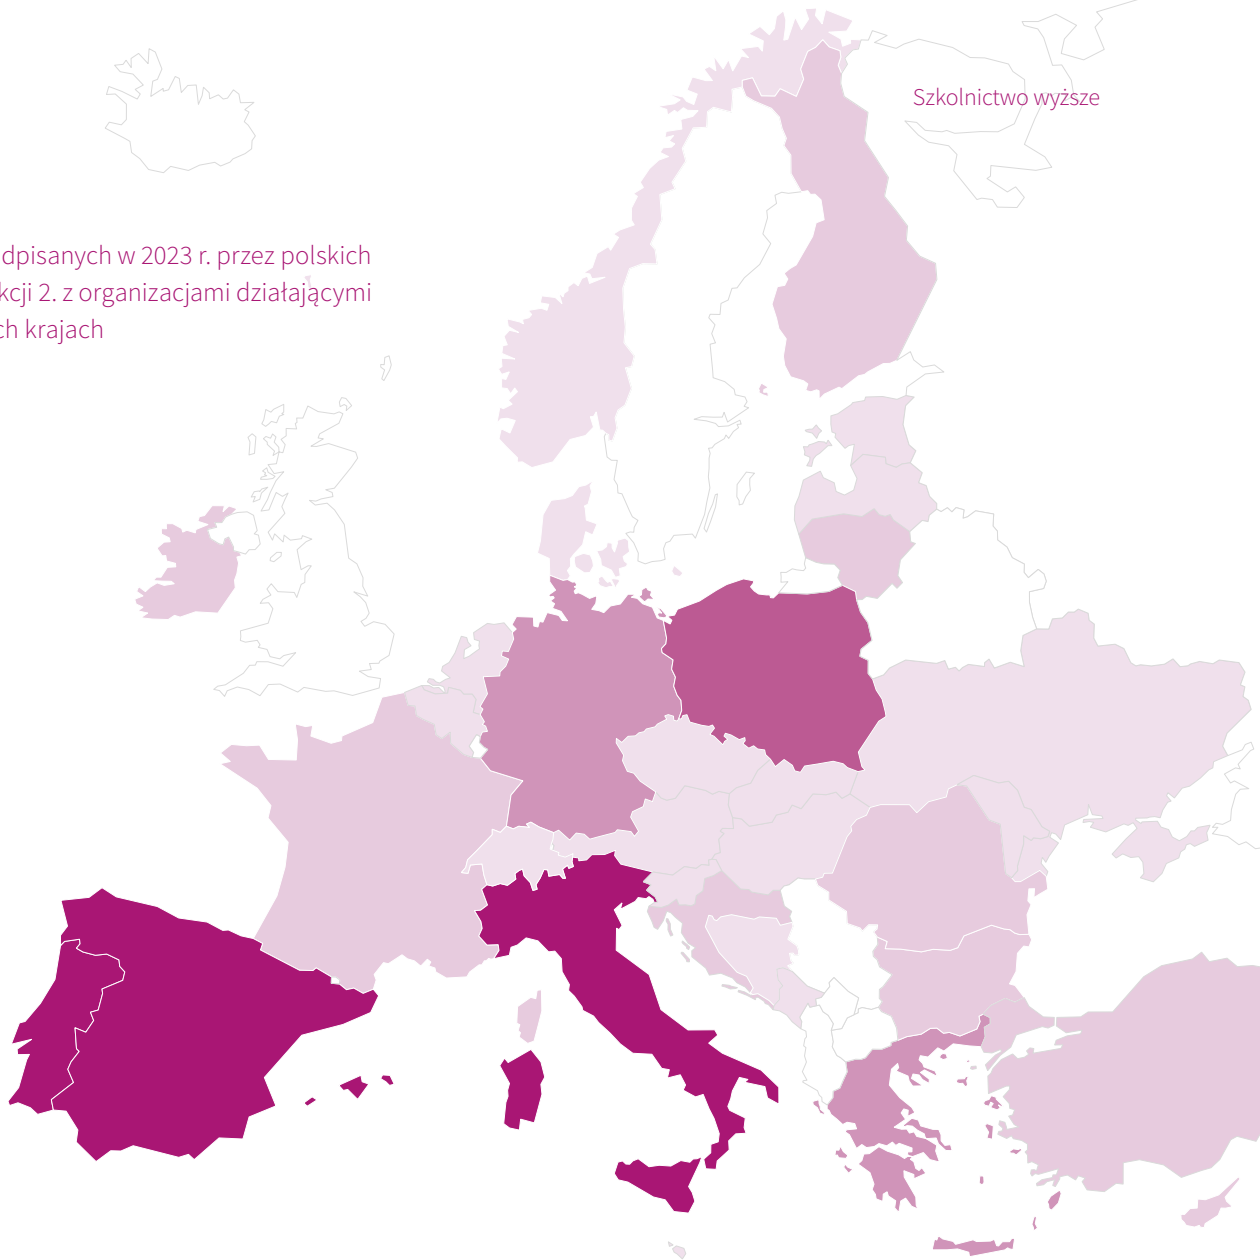 Szkolnictwo wyższe
dpisanych w 2023 r. przez polskich
kcji 2. z organizacjami działającymi
ch krajach